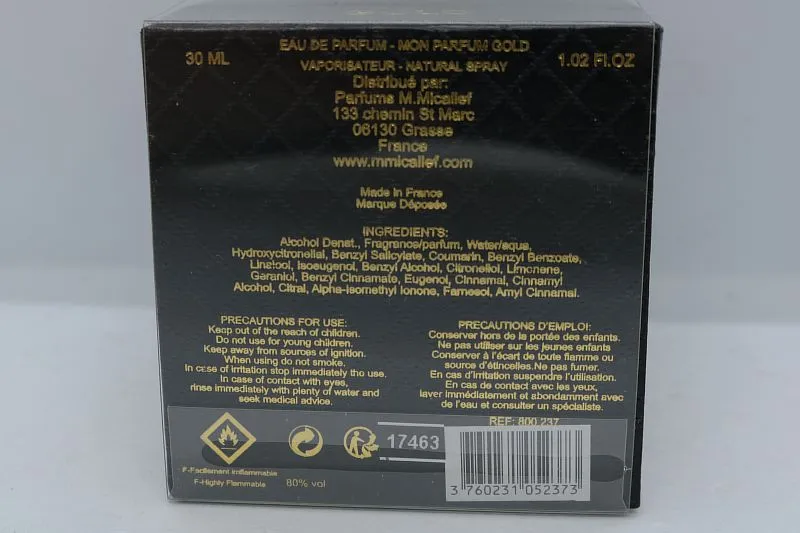 30 ML
EAU DE PARFUM - MON PARFUM GOLD
1.02 Fl.OZ
VAPORISATEUR - NATURAL SPRAY
Distribué par:
Parfums M.Micallef
133 chemin St Marc
06130 Grasse
France
www.mmicallef.com
Made in France
Marque Déposée
INGREDIENTS:
Alcohol Denat., Fragrance/parfum, Water/aqua,
Hydroxycitronellal, Benzyl Salicylate, Coumarin, Benzyl Benzoate,
Linalool, Isoeugenol, Benzyl Alcohol, Citronellol, Limonene,
Geraniol, Benzyl Cinnamate, Eugenol, Cinnamal, Cinnamyl
Alcohol, Citral, Alpha-isomethyl Ionone, Farnesol, Amyl Cinnamal.
PRECAUTIONS FOR USE:
Keep out of the reach of children.
Do not use for young children.
Keep away from sources of ignition.
When using do not smoke.
In case of irritation stop immediately the use.
In case of contact with eyes,
rinse immediately with plenty of water and
seek medical advice.
PRECAUTIONS D'EMPLOI:
Conserver hors de la portée des enfants.
Ne pas utiliser sur les jeunes enfants
Conserver à l'écart de toute flamme ou
source d'étincelles.Ne pas fumer.
En cas d'irritation suspendre l'utilisation.
En cas de contact avec les yeux,
laver immédiatement et abondamment avec
de l'eau et consulter un spécialiste.
REF: 800.237
17463
F-Facilement inflammable
F-Highly Flammable
80% vol
3 760231 052373